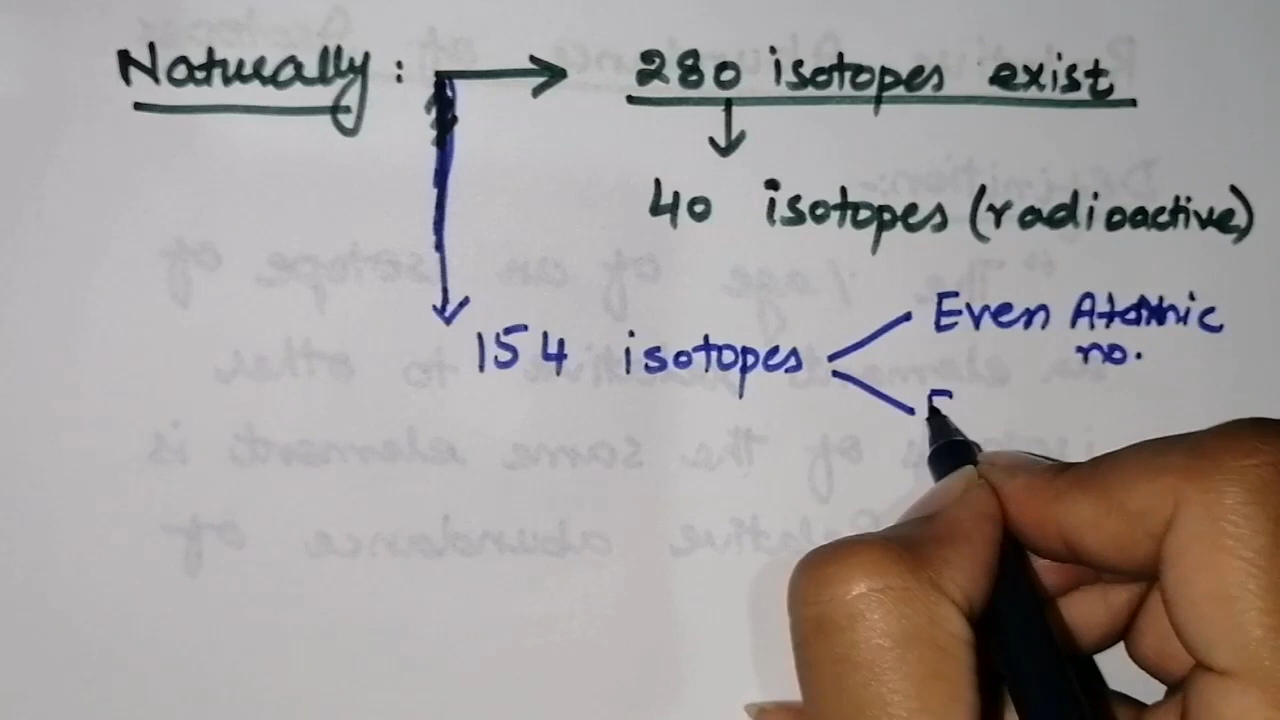 Naturally : → 280 isotopes exist
40 isotopes (radioactive)
154 isotopes
Even Atomic
no.